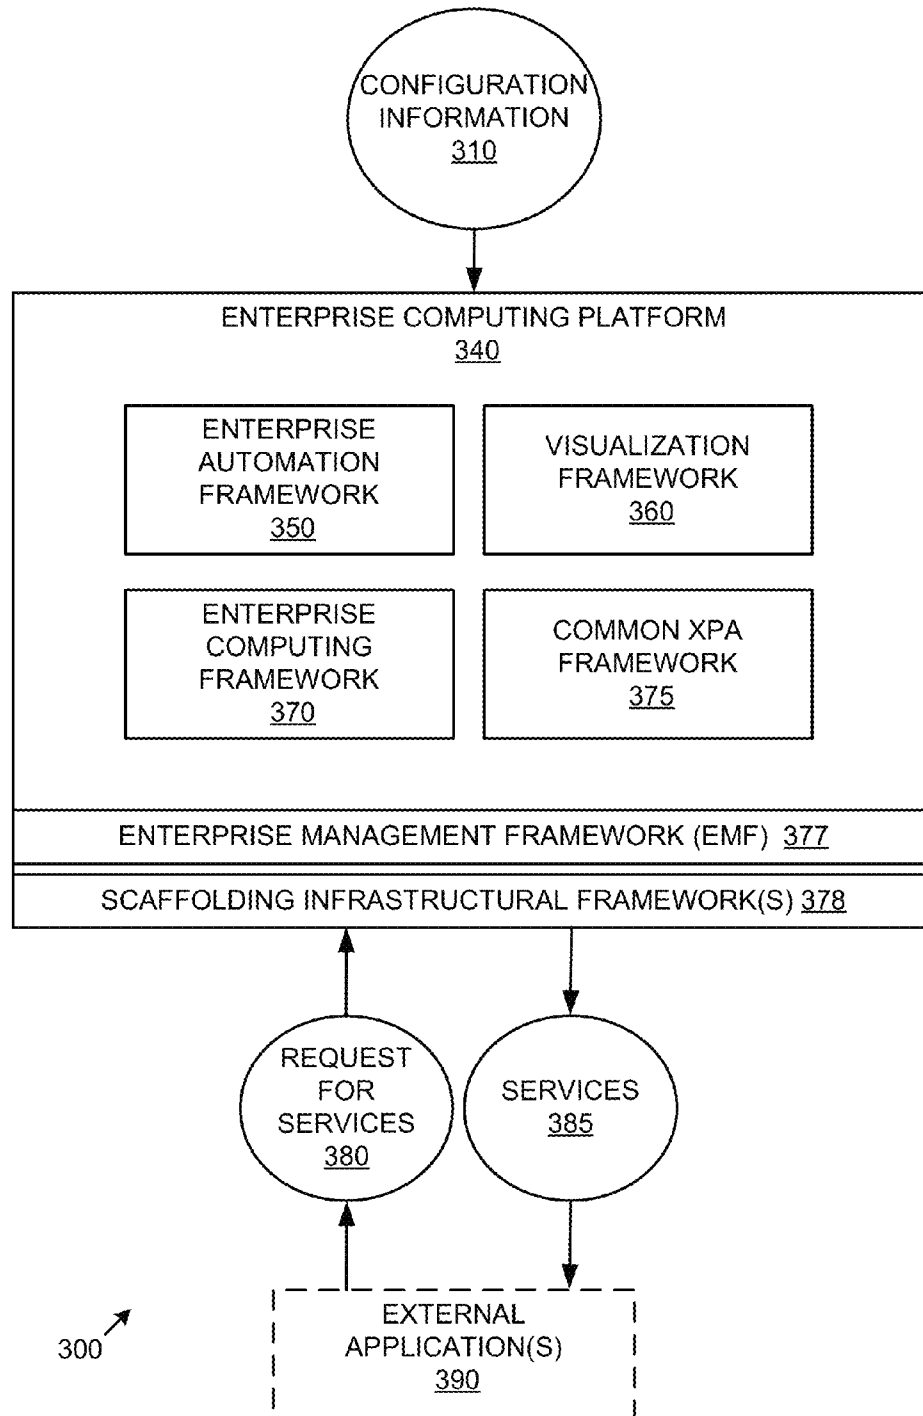 CONFIGURATION
INFORMATION
310
ENTERPRISE COMPUTING PLATFORM
340
ENTERPRISE
AUTOMATION
FRAMEWORK
350
VISUALIZATION
FRAMEWORK
360
ENTERPRISE
COMPUTING
FRAMEWORK
370
COMMON XPA
FRAMEWORK
375
ENTERPRISE MANAGEMENT FRAMEWORK (EMF) 377
SCAFFOLDING INFRASTRUCTURAL FRAMEWORK(S) 378
REQUEST
FOR
SERVICES
380
SERVICES
385
EXTERNAL
APPLICATION(S)
390
300